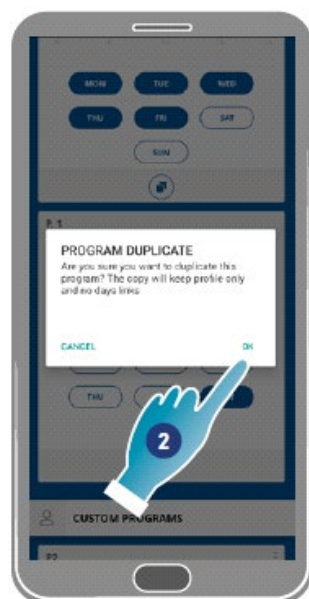 MON TUE WED
THU FRI SAT
SUN
P. 1
PROGRAM DUPLICATE
Are you sure you want to duplicate this
program? The copy will keep profile only
and no days links
CANCEL OK
THU
2
CUSTOM PROGRAMS
P2